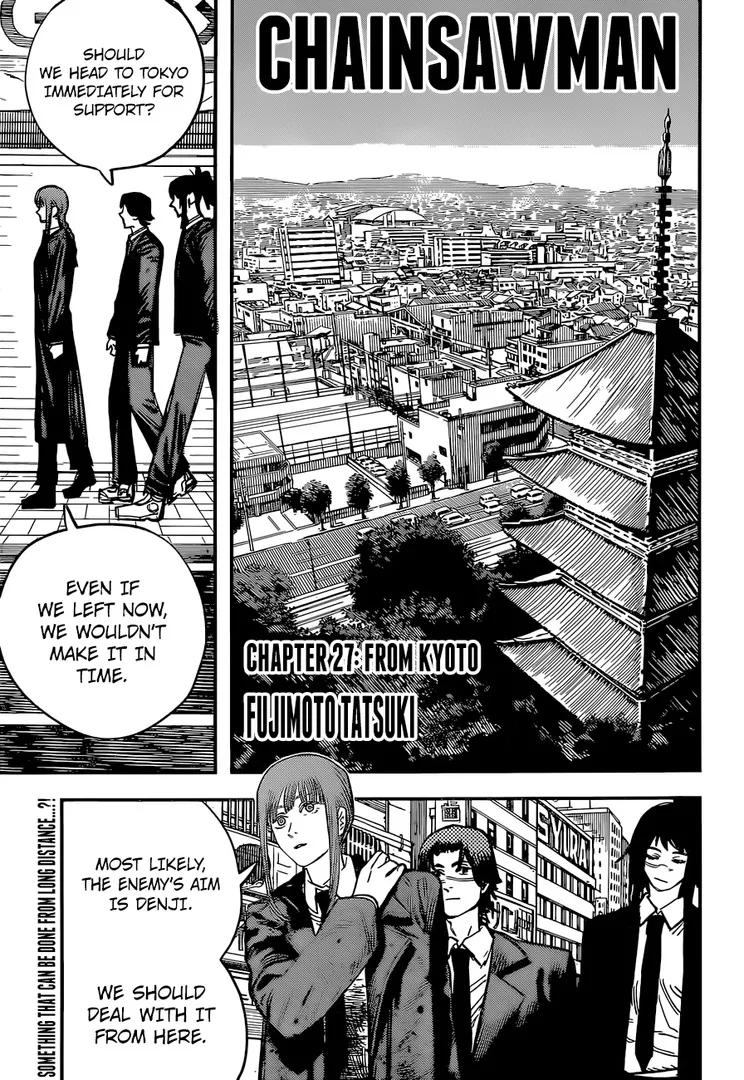 CHAINSAWMAN
CHAPTER 27: FROM KYOTO
FUJIMOTO TATSUKI
SHOULD
WE HEAD TO TOKYO
IMMEDIATELY FOR
SUPPORT?
EVEN IF
WE LEFT NOW,
WE WOULDN'T
MAKE IT IN
TIME.
SOMETHING THAT CAN BE DONE FROM LONG DISTANCE...?!
MOST LIKELY,
THE ENEMY'S AIM
IS DENJI.
WE SHOULD
DEAL WITH IT
FROM HERE.